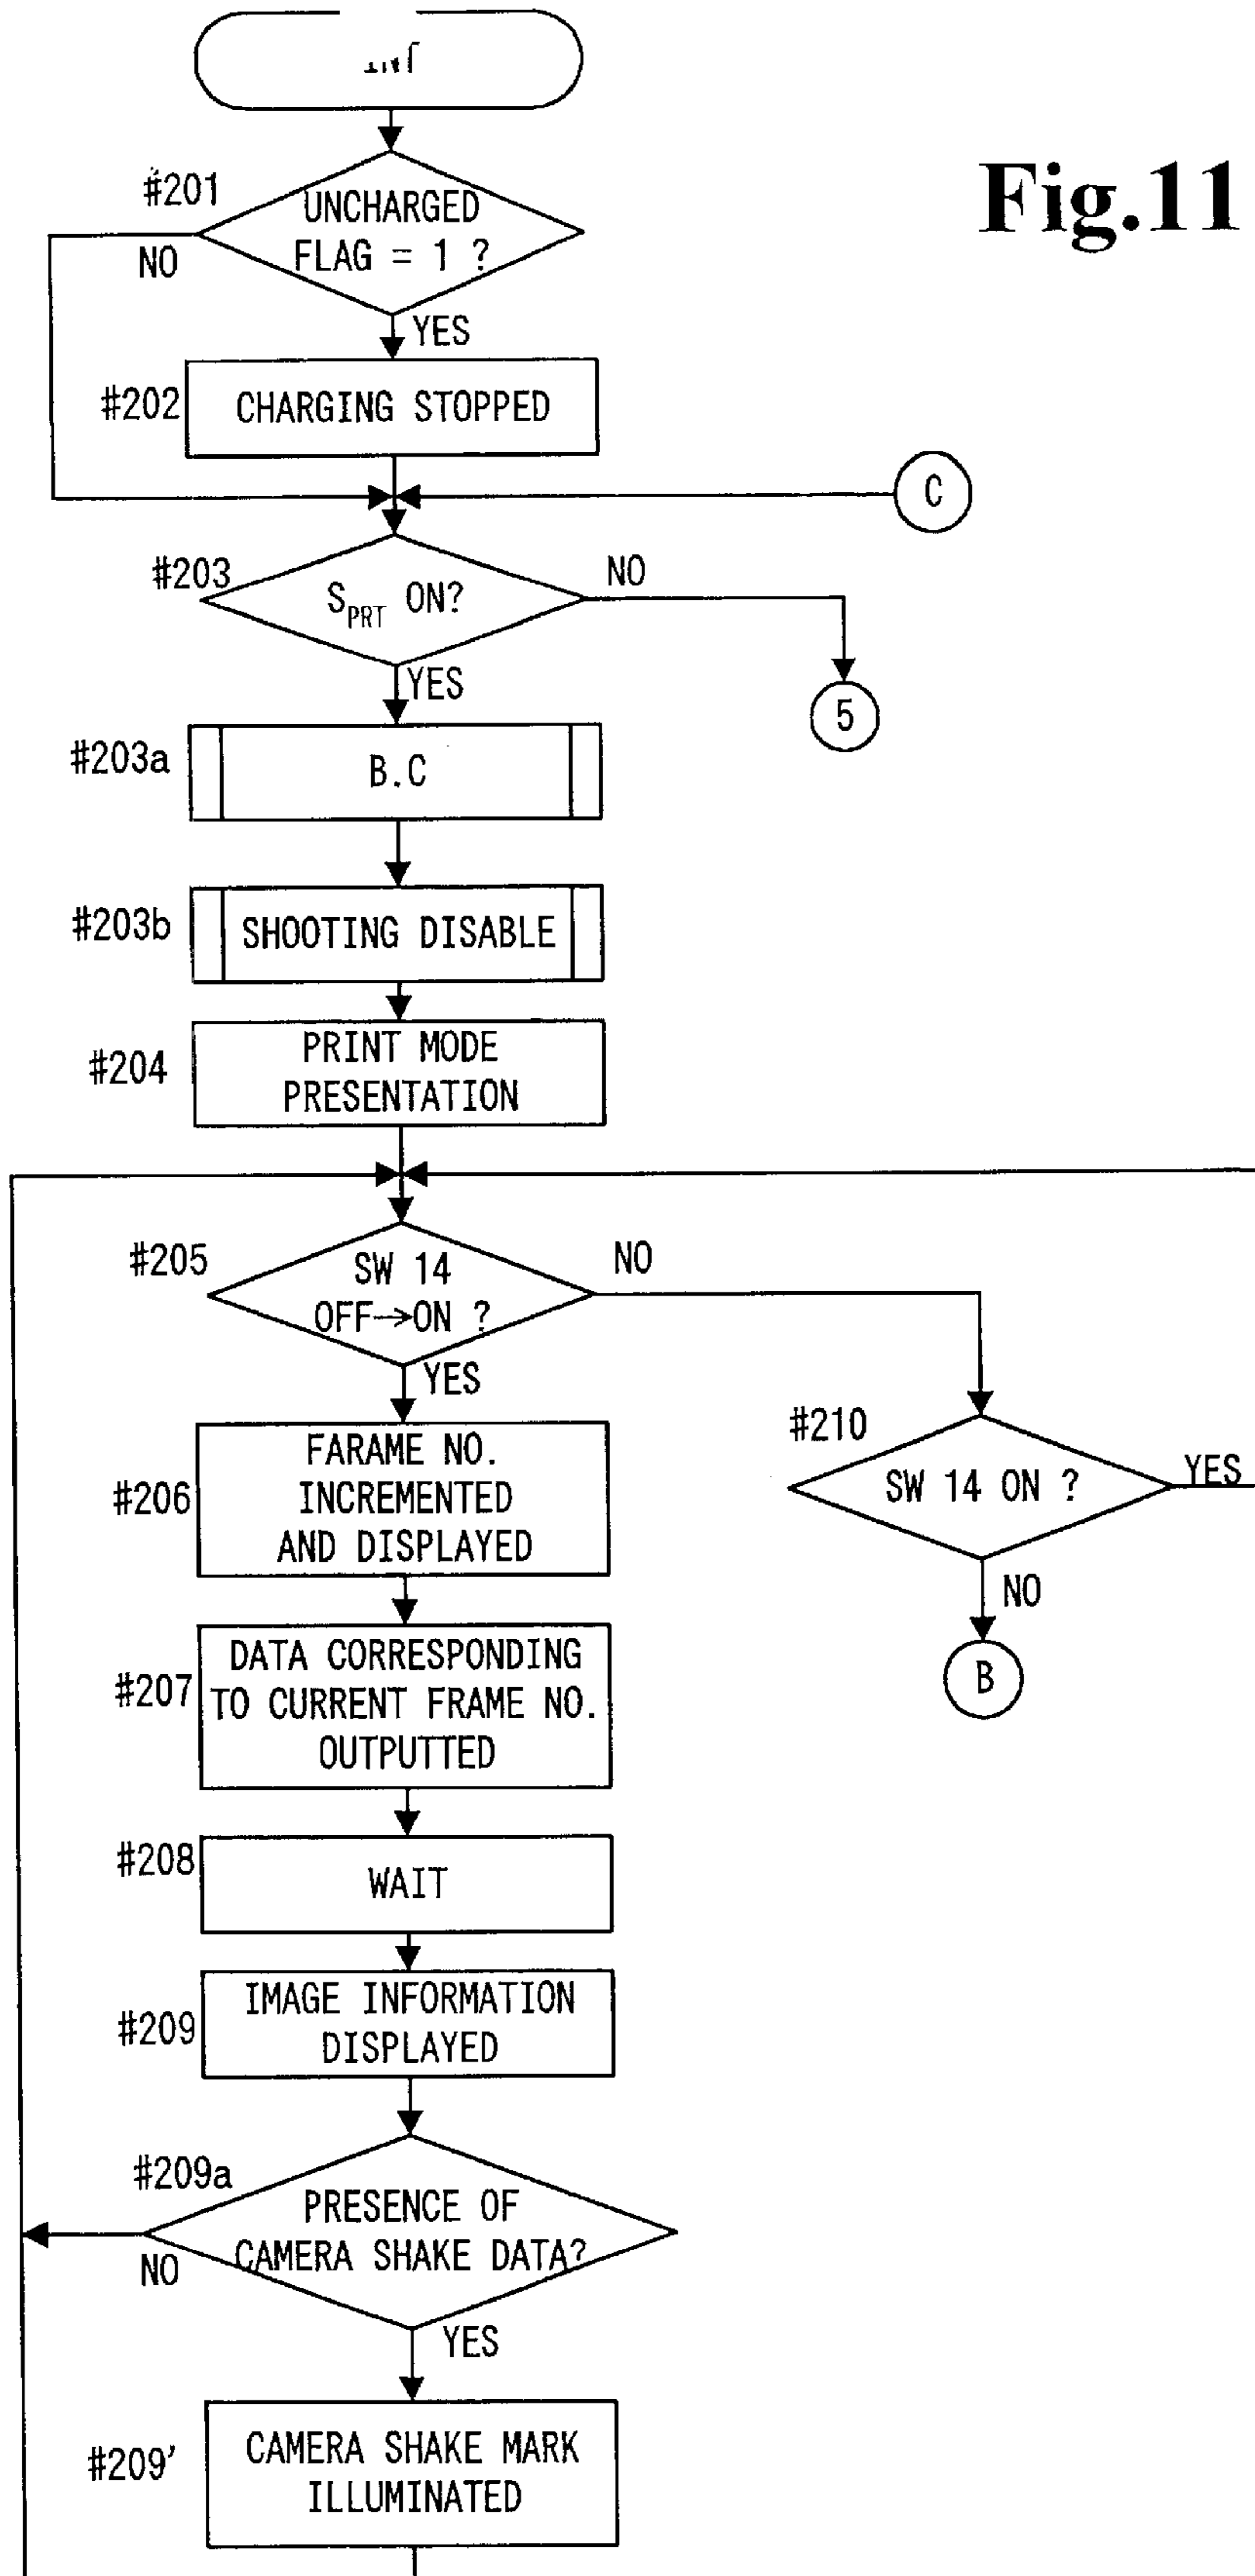 Fig.11
#201
UNCHARGED
FLAG = 1 ?
NO
YES
#202
CHARGING STOPPED
C
#203
S_PRT ON?
NO
YES
5
#203a
B.C
#203b
SHOOTING DISABLE
#204
PRINT MODE
PRESENTATION
#205
SW 14
OFF→ON ?
NO
YES
#210
SW 14 ON ?
YES
NO
B
#206
FARAME NO.
INCREMENTED
AND DISPLAYED
#207
DATA CORRESPONDING
TO CURRENT FRAME NO.
OUTPUTTED
#208
WAIT
#209
IMAGE INFORMATION
DISPLAYED
#209a
PRESENCE OF
CAMERA SHAKE DATA?
NO
YES
#209'
CAMERA SHAKE MARK
ILLUMINATED